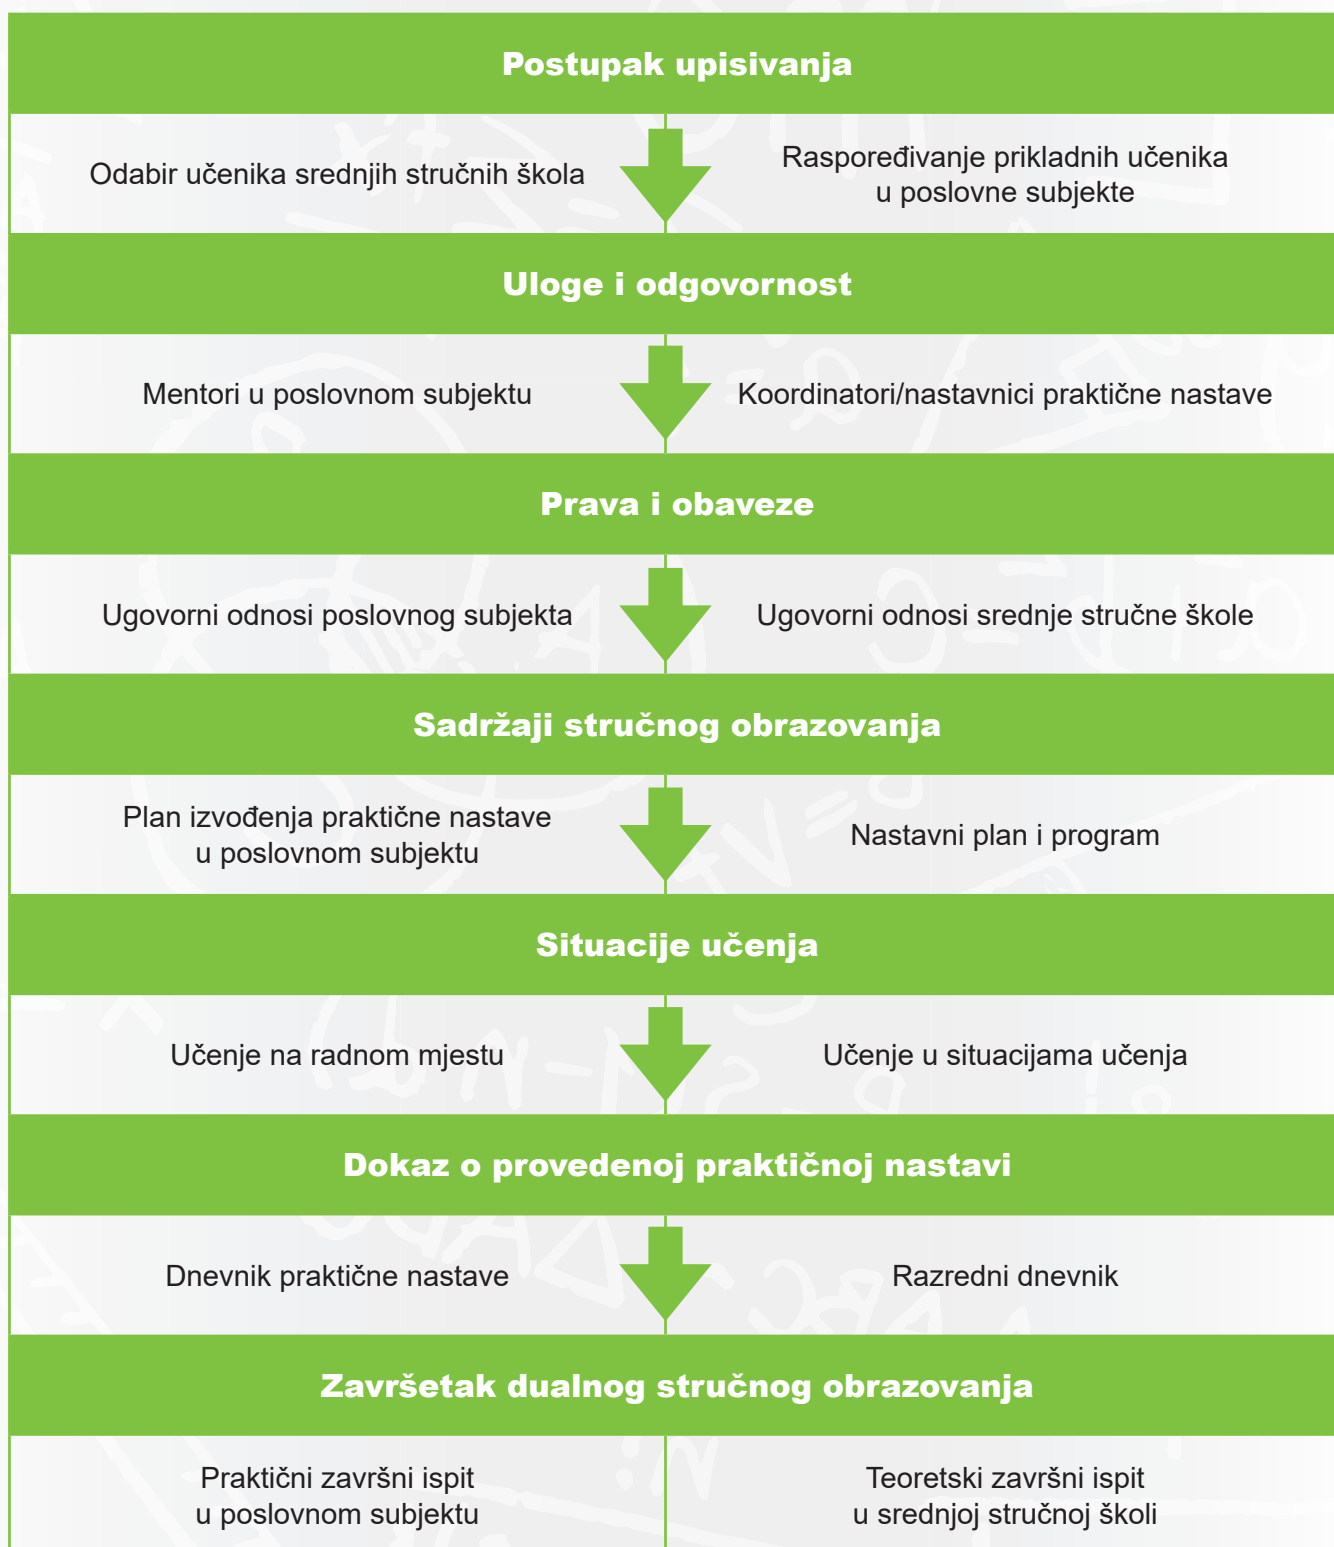 Postupak upisivanja
Odabir učenika srednjih stručnih škola
Raspoređivanje prikladnih učenika
u poslovne subjekte
Uloge i odgovornost
Mentori u poslovnom subjektu
Koordinatori/nastavnici praktične nastave
Prava i obaveze
Ugovorni odnosi poslovnog subjekta
Ugovorni odnosi srednje stručne škole
Sadržaji stručnog obrazovanja
Plan izvođenja praktične nastave
u poslovnom subjektu
Nastavni plan i program
Situacije učenja
Učenje na radnom mjestu
Učenje u situacijama učenja
Dokaz o provedenoj praktičnoj nastavi
Dnevnik praktične nastave
Razredni dnevnik
Završetak dualnog stručnog obrazovanja
Praktični završni ispit
u poslovnom subjektu
Teoretski završni ispit
u srednjoj stručnoj školi